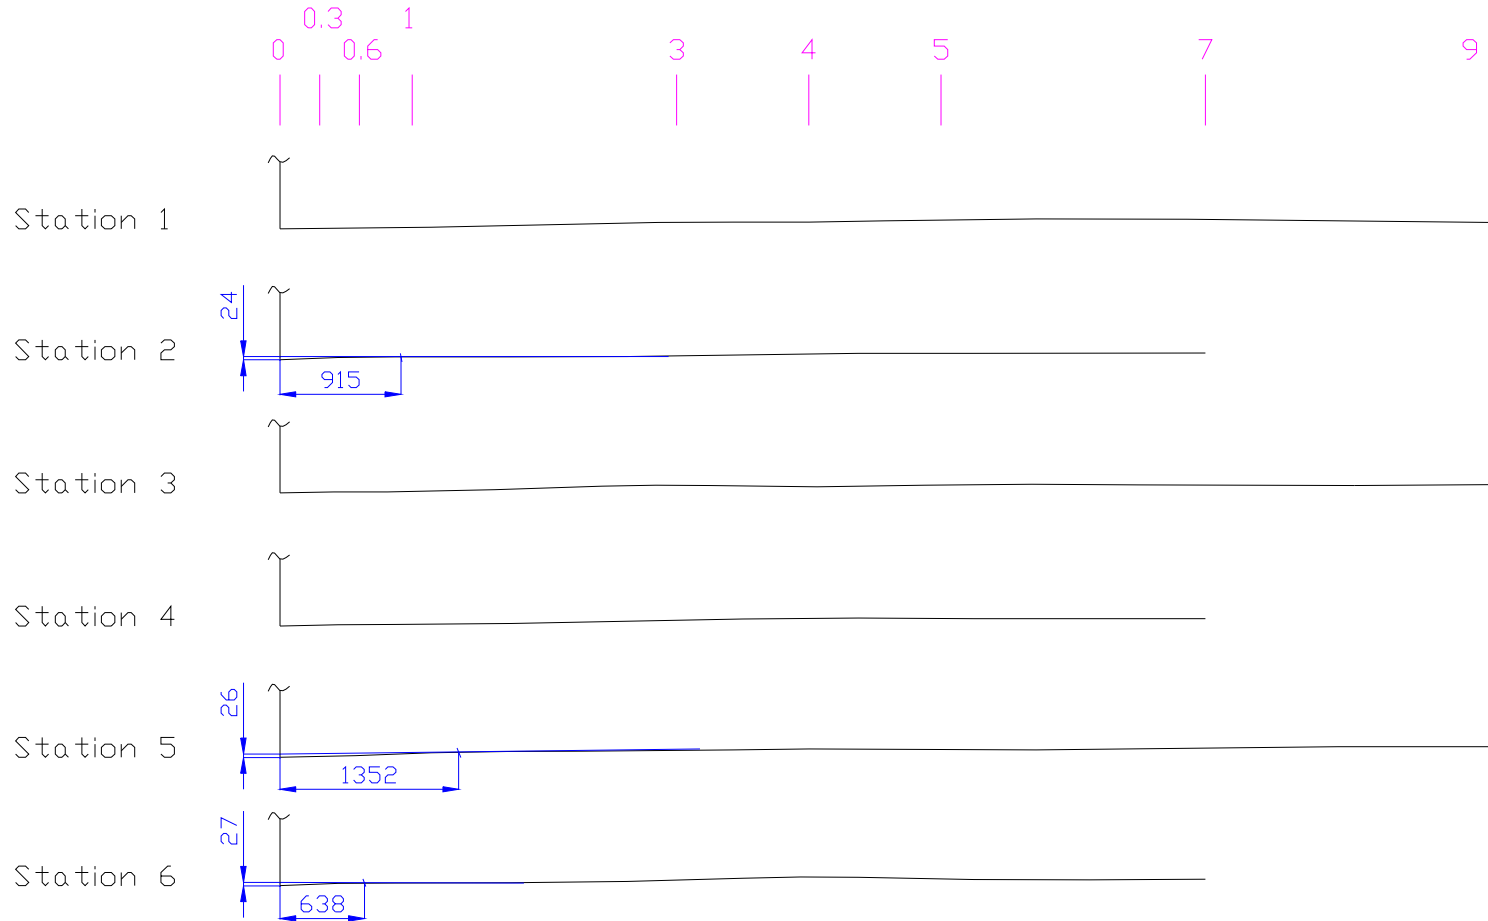 0.3 1
0 0.6 3 4 5 7 9
Station 1
24
Station 2
915
Station 3
Station 4
26
Station 5
1352
27
Station 6
638